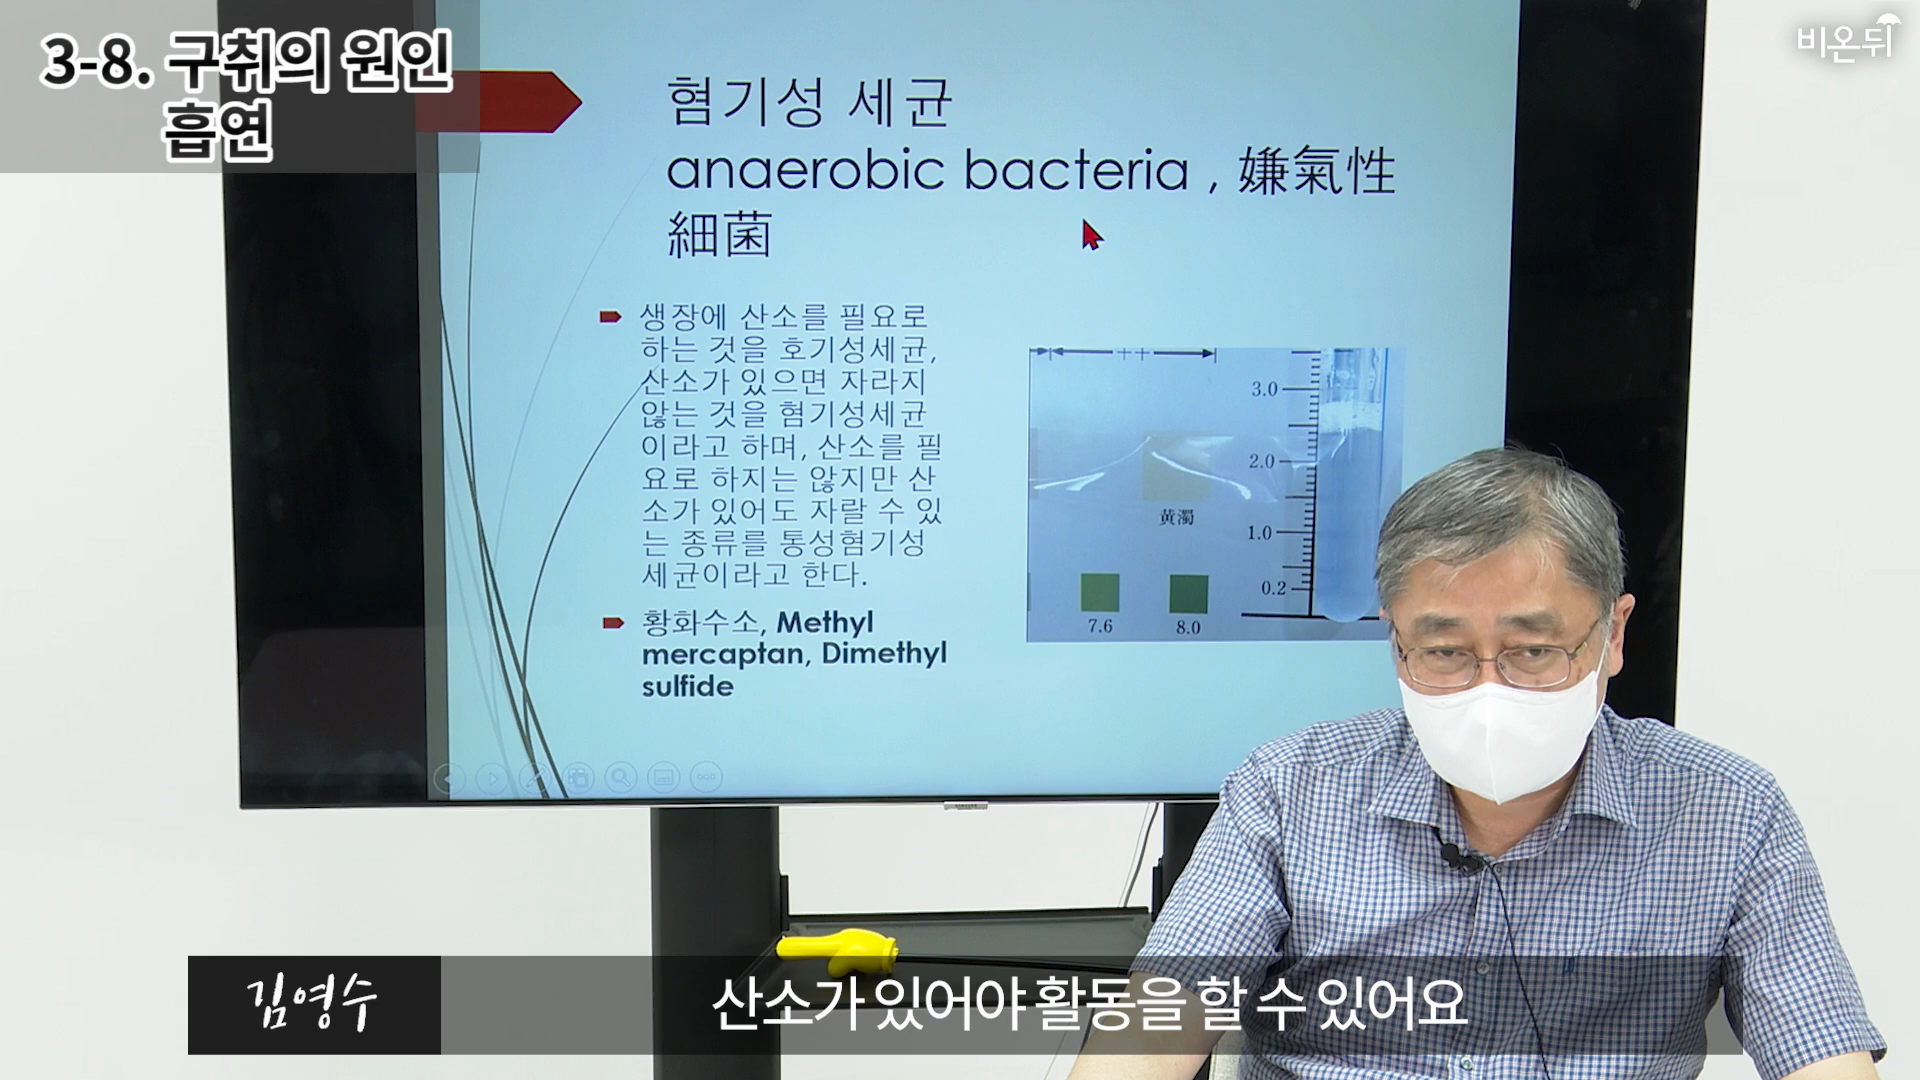 3-8. 구취의 원인
흡연
비온뒤
혐기성 세균
anaerobic bacteria , 嫌氣性
細菌
생장에 산소를 필요로
하는 것을 호기성세균,
산소가 있으면 자라지
않는 것을 혐기성세균
이라고 하며, 산소를 필
요로 하지는 않지만 산
소가 있어도 자랄 수 있
는 종류를 통성혐기성
세균이라고 한다.
황화수소, Methyl
mercaptan, Dimethyl
sulfide
++
3.0
2.0
黃濁
1.0
0.2
7.6
8.0
김영수
산소가 있어야 활동을 할 수 있어요